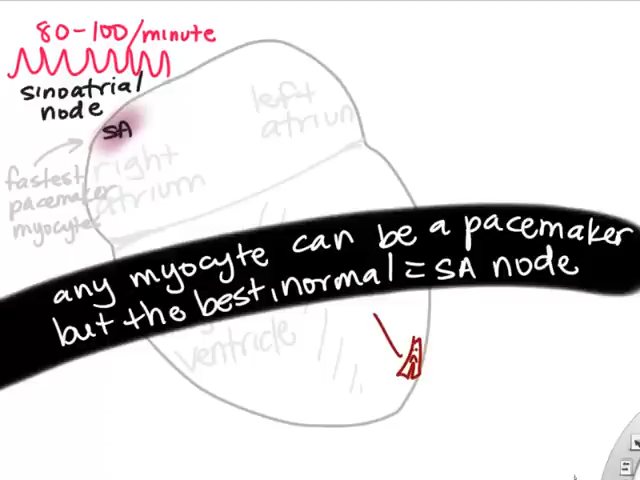 80-100/minute
sinoatrial
node
SA
left
atrium
right
atrium
fastest
pacemaker
myocyte
any myocyte can be a pacemaker
but the best, normal = SA node
ventricle